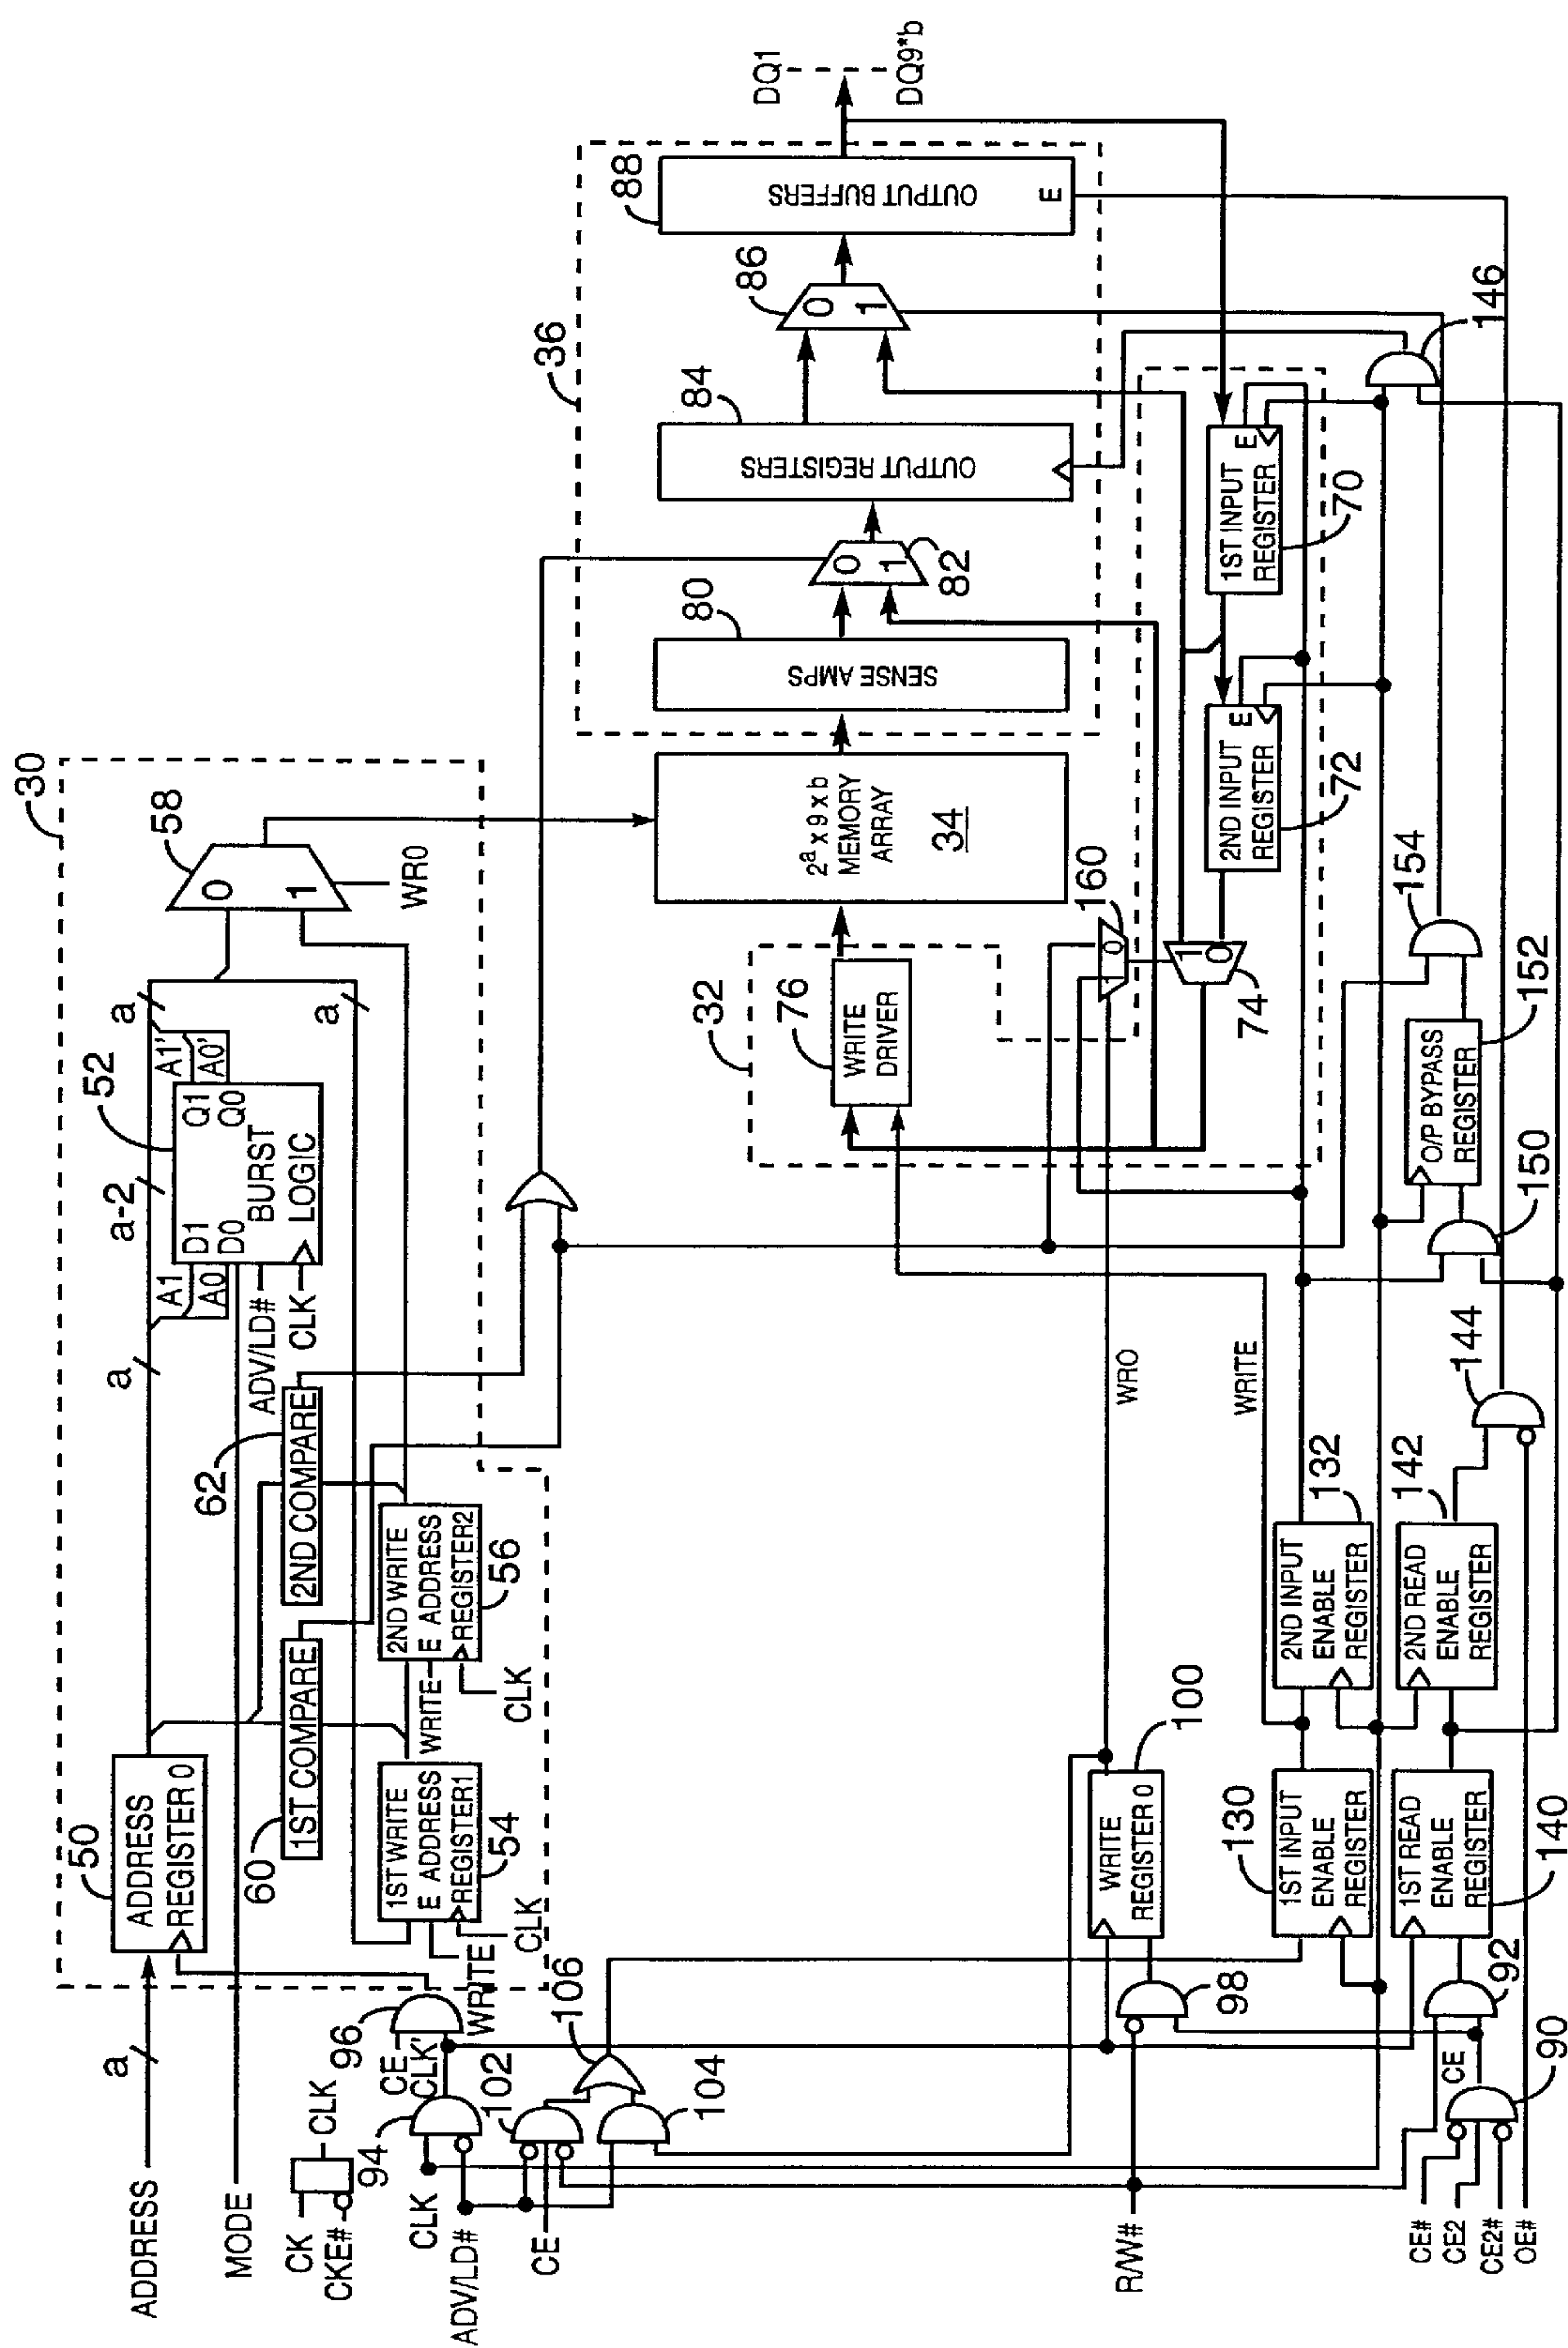 30
ADDRESS
a
50
ADDRESS
REGISTER 0
a
a-2
52
A1
A0
D1
D0
Q1
Q0
BURST
LOGIC
A1'
A0'
a
a
58
0
1
WR0
MODE
ADV/LD#
CLK
60
1ST COMPARE
62
2ND COMPARE
1ST WRITE
E ADDRESS
REGISTER1
54
WRITE
CLK
2ND WRITE
E ADDRESS
REGISTER2
56
WRITE
CLK
CK
CKE#
CLK
94
96
CE
CLK'
CLK
ADV/LD#
CE
102
104
106
36
80
SENSE AMPS
0
1
82
84
OUTPUT REGISTERS
86
0
1
88
OUTPUT BUFFERS
E
DQ1
DQ9*b
2a x 9 x b
MEMORY
ARRAY
34
32
76
WRITE
DRIVER
160
1
0
1
0
74
2ND INPUT
REGISTER
E
72
1ST INPUT
REGISTER
E
70
WRO
WRITE
R/W#
98
WRITE
REGISTER 0
100
130
1ST INPUT
ENABLE
REGISTER
2ND INPUT
ENABLE
REGISTER
132
1ST READ
ENABLE
REGISTER
140
2ND READ
ENABLE
REGISTER
142
144
150
O/P BYPASS
REGISTER
152
154
146
CE#
CE2
CE2#
OE#
CE
90
92